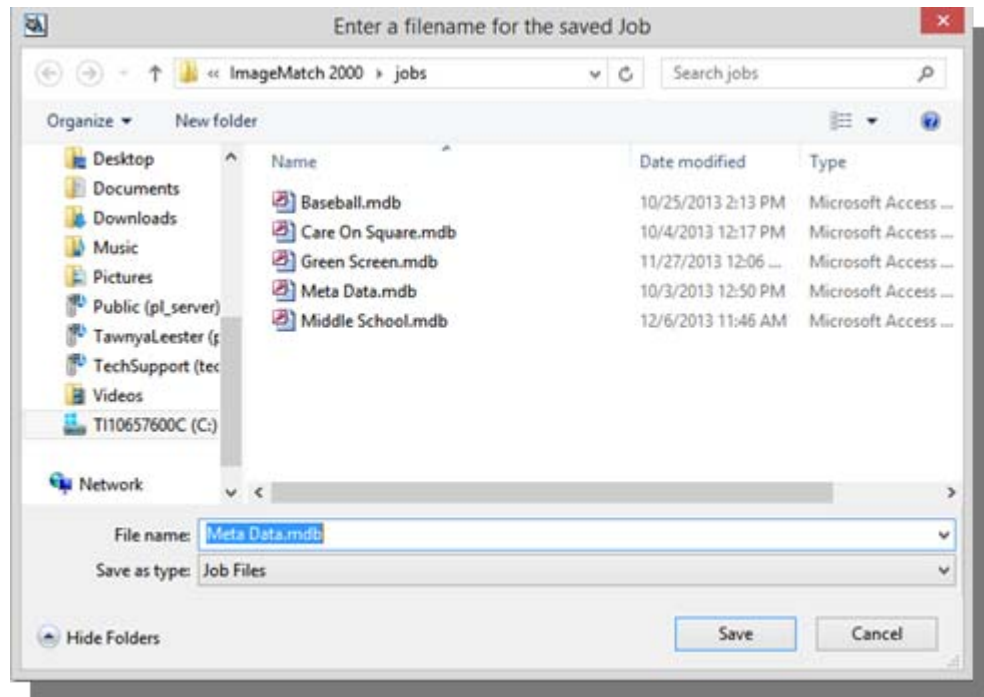 Enter a filename for the saved Job
« ImageMatch 2000 › jobs
Search jobs
Organize
New folder
Desktop
Documents
Downloads
Music
Pictures
Public (pl_server)
TawnyaLeester (p
TechSupport (tec
Videos
TI10657600C (C:)
Network
Name Date modified Type
Baseball.mdb 10/25/2013 2:13 PM Microsoft Access ...
Care On Square.mdb 10/4/2013 12:17 PM Microsoft Access ...
Green Screen.mdb 11/27/2013 12:06 ... Microsoft Access ...
Meta Data.mdb 10/3/2013 12:50 PM Microsoft Access ...
Middle School.mdb 12/6/2013 11:46 AM Microsoft Access ...
File name: Meta Data.mdb
Save as type: Job Files
Hide Folders
Save
Cancel